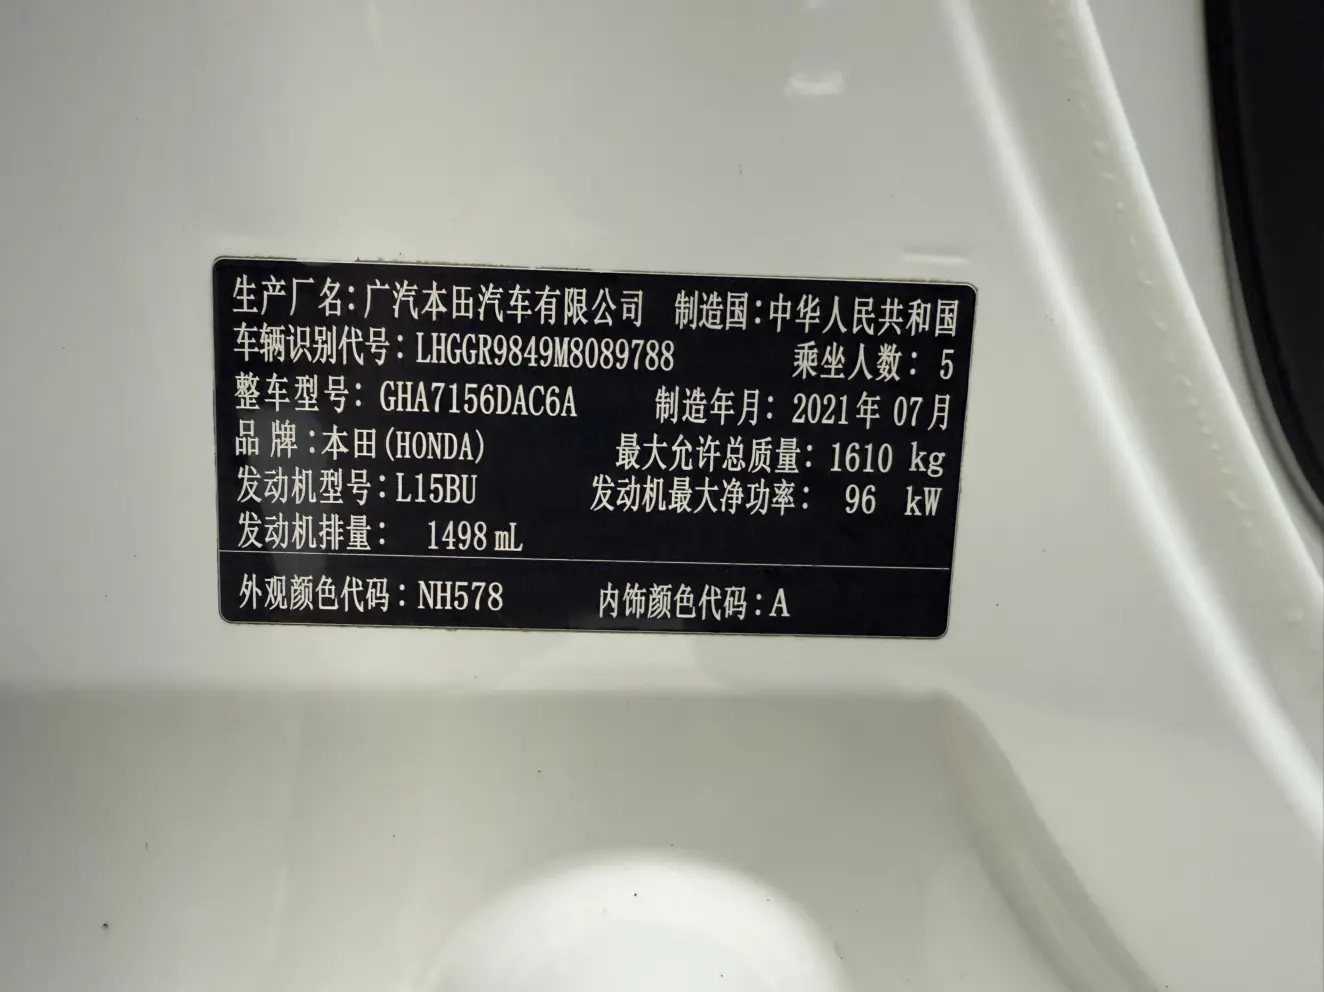 生产厂名:广汽本田汽车有限公司 制造国:中华人民共和国
车辆识别代号:LHGGR9849M8089788 乘坐人数:5
整车型号:GHA7156DAC6A 制造年月:2021年 07月
品 牌:本田(HONDA) 最大允许总质量:1610 kg
发动机型号:L15BU 发动机最大净功率: 96 kW
发动机排量: 1498 mL
外观颜色代码:NH578 内饰颜色代码:A